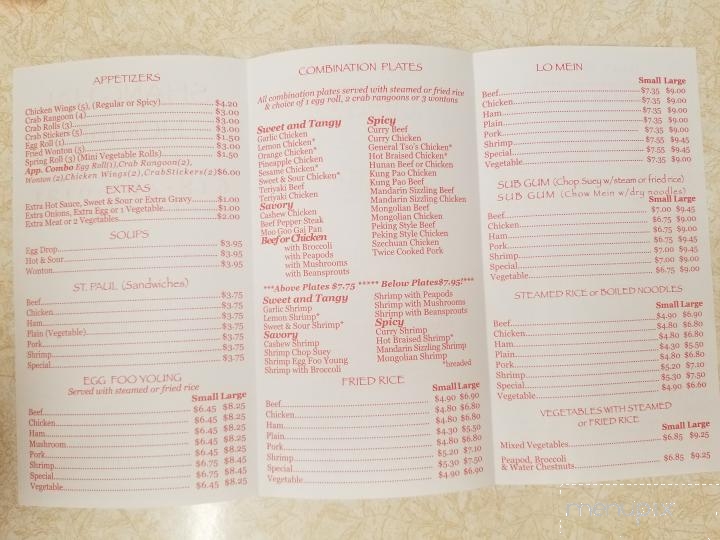 APPETIZERS
Chicken Wings (5), (Regular or Spicy) $4.20
Crab Rangoon (4) $3.00
Crab Rolls (3) $3.00
Crab Stickers (5) $3.00
Egg Roll (1) $1.50
Fried Wonton (5) $3.00
Spring Roll (3) (Mini Vegetable Rolls) $1.50
App. Combo Egg Roll(1), Crab Rangoon(2),
Wonton (2), Chicken Wings(2), CrabStickers(2) $6.00
EXTRAS
Extra Hot Sauce, Sweet & Sour or Extra Gravy $1.00
Extra Onions, Extra Egg or 1 Vegetable $1.00
Extra Meat or 2 Vegetables $2.00
SOUPS
Egg Drop $3.95
Hot & Sour $3.95
Wonton $3.95
ST. PAUL (Sandwiches)
Beef $3.75
Chicken $3.75
Ham $3.75
Plain (Vegetable) $3.75
Pork $3.75
Shrimp $3.75
Special $3.75
EGG FOO YOUNG
Served with steamed or fried rice
Small Large
Beef $6.45 $8.25
Chicken $6.45 $8.25
Ham $6.45 $8.25
Mushroom $6.45 $8.25
Pork $6.45 $8.25
Shrimp $6.75 $8.45
Special $6.75 $8.45
Vegetable $6.45 $8.25
COMBINATION PLATES
All combination plates served with steamed or fried rice
& choice of 1 egg roll, 2 crab rangoons or 3 wontons
Sweet and Tangy
Garlic Chicken
Lemon Chicken*
Orange Chicken*
Pineapple Chicken
Sesame Chicken*
Sweet & Sour Chicken*
Teriyaki Beef
Teriyaki Chicken
Savory
Cashew Chicken
Beef Pepper Steak
Moo Goo Gai Pan
Beef or Chicken
with Broccoli
with Peapods
with Mushrooms
with Beansprouts
Spicy
Curry Beef
Curry Chicken
General Tso's Chicken*
Hot Braised Chicken*
Hunan Beef or Chicken
Kung Pao Chicken
Kung Pao Beef
Mandarin Sizzling Beef
Mandarin Sizzling Chicken
Mongolian Beef
Mongolian Chicken
Peking Style Beef
Peking Style Chicken
Szechuan Chicken
Twice Cooked Pork
***Above Plates $7.75 ***** Below Plates$7.95!***
Sweet and Tangy
Garlic Shrimp
Lemon Shrimp*
Sweet & Sour Shrimp*
Savory
Cashew Shrimp
Shrimp Chop Suey
Shrimp Egg Foo Young
Shrimp with Broccoli
Shrimp with Peapods
Shrimp with Mushrooms
Shrimp with Beansprouts
Spicy
Curry Shrimp
Hot Braised Shrimp*
Mandarin Sizzling Shrimp
Mongolian Shrimp
*breaded
FRIED RICE
Small Large
Beef $4.90 $6.90
Chicken $4.80 $6.80
Ham $4.80 $6.80
Plain $4.30 $5.50
Pork $4.80 $6.80
Shrimp $5.20 $7.10
Special $5.30 $7.50
Vegetable $4.90 $6.90
LO MEIN
Small Large
Beef $7.35 $9.00
Chicken $7.35 $9.00
Ham $7.35 $9.00
Plain $7.35 $9.00
Pork $7.35 $9.00
Shrimp $7.55 $9.45
Special $7.55 $9.45
Vegetable $7.35 $9.00
SUB GUM (Chop Suey w/steam or fried rice)
SUB GUM (Chow Mein w/dry noodles)
Small Large
Beef $7.00 $9.45
Chicken $6.75 $9.00
Ham $6.75 $9.00
Pork $6.75 $9.00
Shrimp $7.00 $9.45
Special $7.00 $9.45
Vegetable $6.75 $9.00
STEAMED RICE or BOILED NOODLES
Small Large
Beef $4.90 $6.90
Chicken $4.80 $6.80
Ham $4.80 $6.80
Plain $4.30 $5.50
Pork $4.80 $6.80
Shrimp $5.20 $7.10
Special $5.30 $7.50
Vegetable $4.90 $6.60
VEGETABLES WITH STEAMED
or FRIED RICE
Small Large
Mixed Vegetables $6.85 $9.25
Peapod, Broccoli
& Water Chestnuts $6.85 $9.25